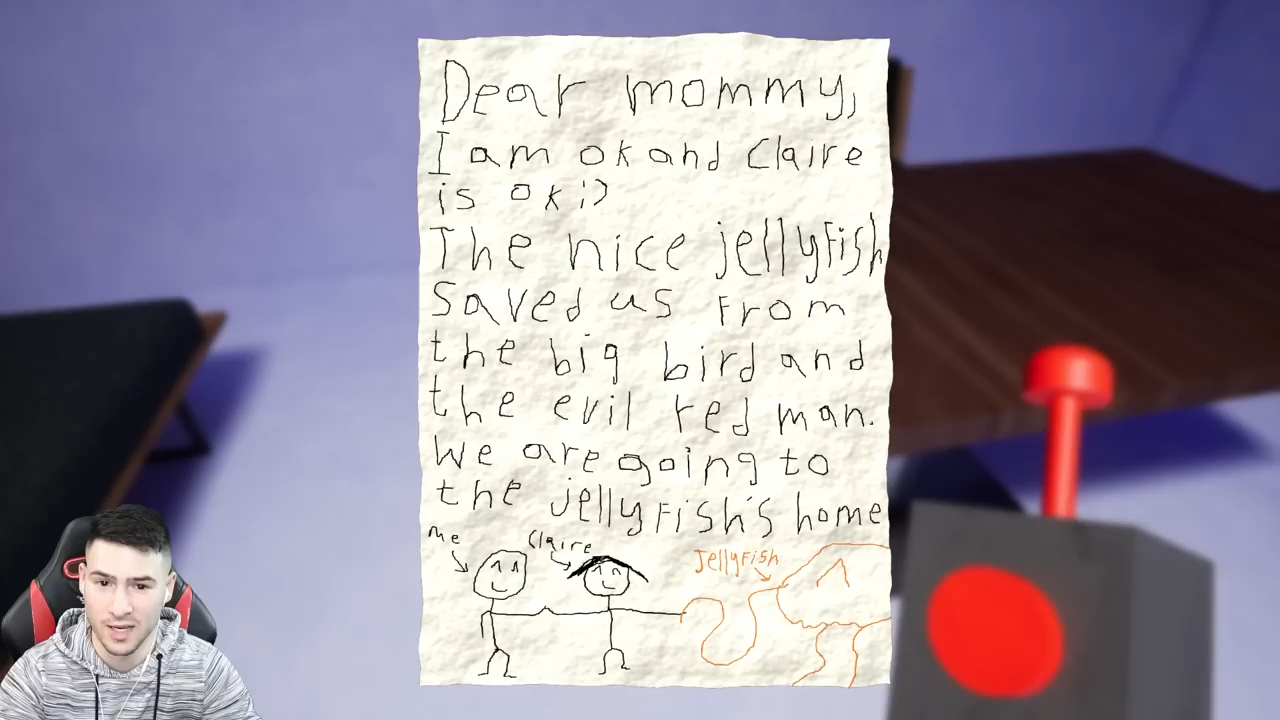 Dear mommy,
I am ok and Claire
is ok :)
The nice jellyfish
saved us from
the big bird and
the evil red man.
We are going to
the jellyfish's home
Me
Claire
Jellyfish